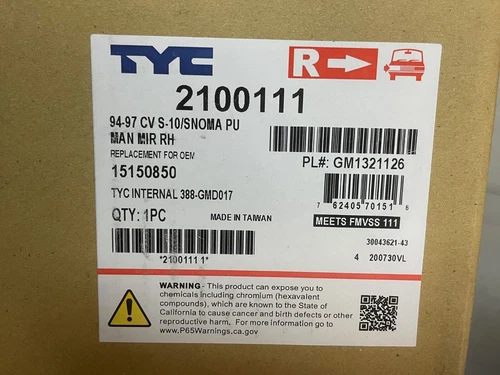 TYC
R
2100111
94-97 CV S-10/SNOMA PU
MAN MIR RH
REPLACEMENT FOR OEM
15150850
PL#: GM1321126
TYC INTERNAL 388-GMD017
7 62405 70151 6
QTY: 1PC
MADE IN TAIWAN
MEETS FMVSS 111
30043621-43
*2100111 1*
4 200730VL
WARNING - This product can expose you to
chemicals including chromium (hexavalent
compounds), which are known to the State of
California to cause cancer and birth defects or other
reproductive harm. For more information go to
www.P65Warnings.ca.gov